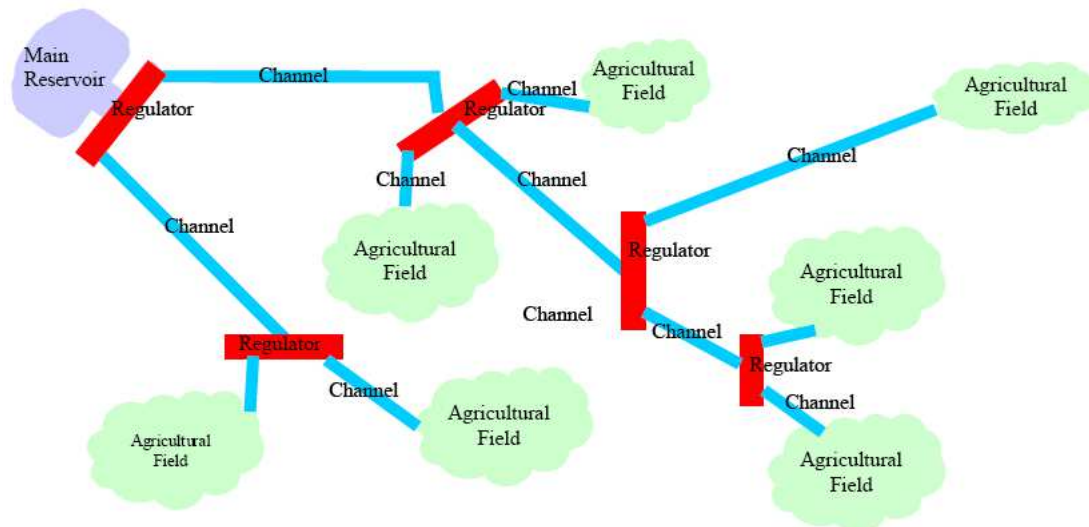 Main
Reservoir
Regulator
Channel
Regulator
Channel
Agricultural
Field
Agricultural
Field
Channel
Channel
Channel
Agricultural
Field
Channel
Regulator
Agricultural
Field
Channel
Channel
Regulator
Regulator
Channel
Channel
Agricultural
Field
Agricultural
Field
Agricultural
Field